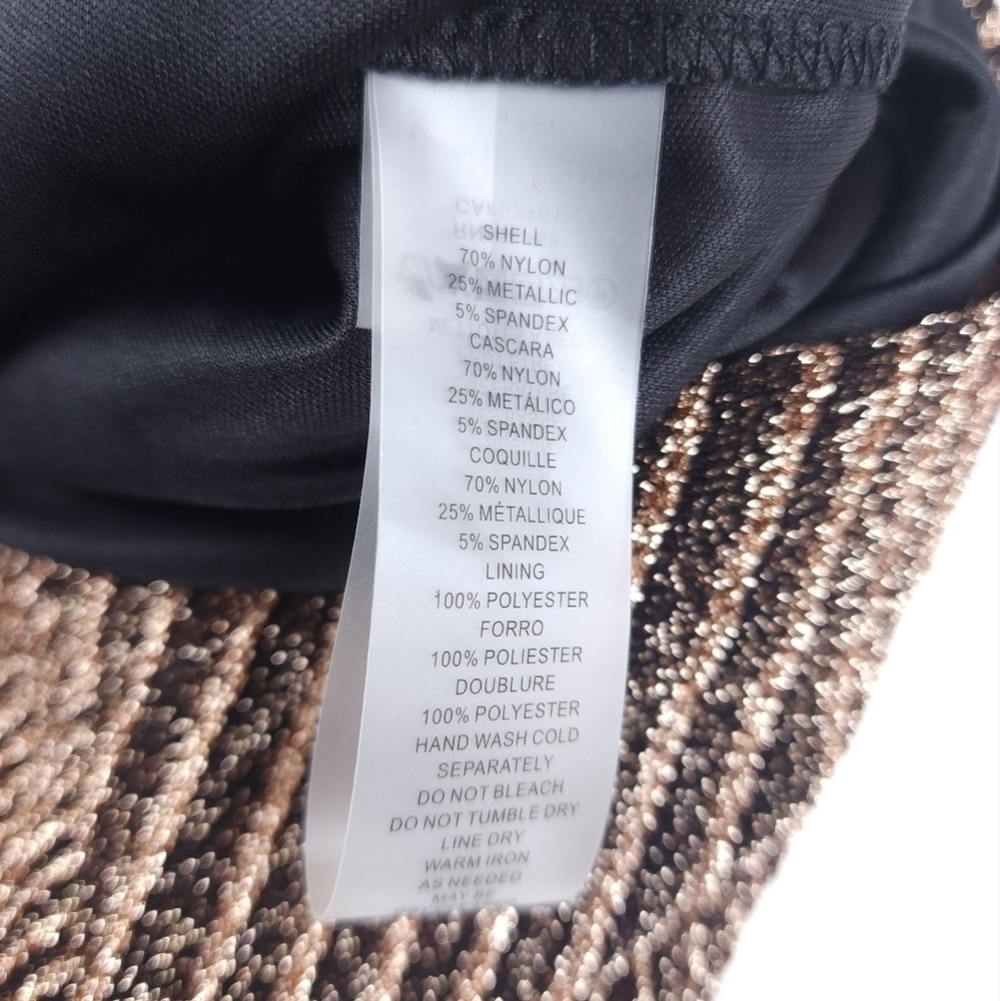 SHELL
70% NYLON
25% METALLIC
5% SPANDEX
CASCARA
70% NYLON
25% METÁLICO
5% SPANDEX
COQUILLE
70% NYLON
25% MÉTALLIQUE
5% SPANDEX
LINING
100% POLYESTER
FORRO
100% POLIESTER
DOUBLURE
100% POLYESTER
HAND WASH COLD
SEPARATELY
DO NOT BLEACH
DO NOT TUMBLE DRY
LINE DRY
WARM IRON
AS NEEDED
MAY BE